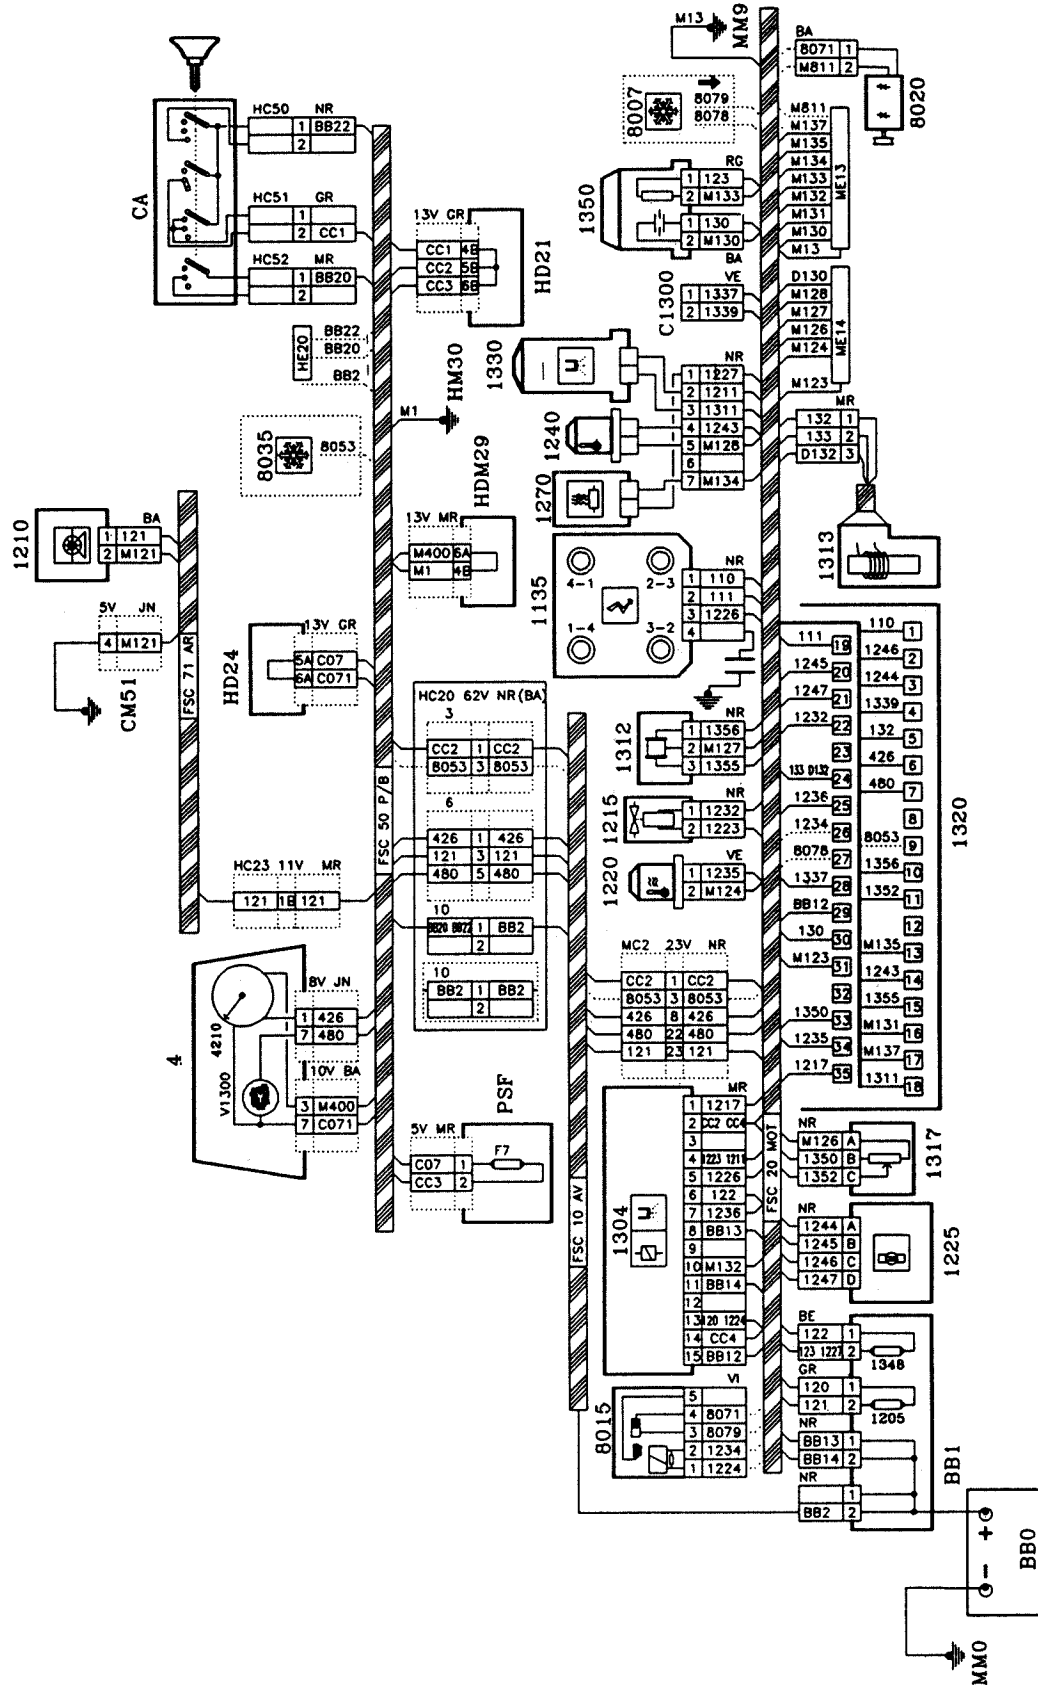 CA
HC50 NR
1 BB22
2
HC51 GR
1
2 CC1
HC52 MR
1 BB20
2
BB22
HE20 BB20
BB2
8035
8053
1210
BA
1 121
2 M121
5V JN
4 M121
CM51
FSC 71 AR
HC23 11V MR
121 1B 121
4
4210
V1300
8V JN
1 426
7 480
10V BA
3 M400
7 C071
HD24
13V GR
5A C07
6A C071
FSC 50 P/B
13V GR
CC1 4B
CC2 5B
CC3 6B
HD21
M1
HM30
HDM29
13V MR
M400 6A
M1 4B
HC20 62V NR(BA)
3
CC2 1 CC2
8053 3 8053
6
426 1 426
121 3 121
480 5 480
10
BB20 BB22 1 BB2
2
10
BB2 1 BB2
2
5V MR
C07 1
CC3 2
F7
PSF
FSC 10 AV
M13
MM9
8007
8079
8078
1350
RG
1 123
2 M133
1 130
2 M130
BA
C1300
VE
1 1337
2 1339
1330
1240
1270
NR
1 1227
2 1211
3 1311
4 1243
5 M128
6
7 M134
1135
4-1
2-3
1-4
3-2
NR
1 110
2 111
3 1226
4
1312
NR
1 1356
2 M127
3 1355
1215
NR
1 1232
2 1223
1220
VE
1 1235
2 M124
MC2 23V NR
CC2 1 CC2
8053 3 8053
426 8 426
480 22 480
121 23 121
1304
MR
1 1217
2 CC2 CC4
3
4 1223 1211
5 1226
6 122
7 1236
8 BB13
9
10 M132
11 BB14
12
13 120 1224
14 CC4
15 BB12
8015
VI
5
4 8071
3 8079
2 1234
1 1224
FSC 20 MOT
BA
8071 1
M811 2
8020
M811
M137
M135
M134
M133
M132
M131
M130
M13
ME13
D130
M128
M127
M126
M124
M123
ME14
MR
132 1
133 2
D132 3
1313
111 19
1245 20
1247 21
1232 22
23
133 D132 24
1236 25
1234 26
8078 27
1337 28
BB12 29
130 30
M123 31
32
1350 33
1235 34
1217 35
110 1
1246 2
1244 3
1339 4
132 5
426 6
480 7
8
8053 9
1356 10
1352 11
12
M135 13
1243 14
1355 15
M131 16
M137 17
1311 18
1320
NR
M126 A
1350 B
1352 C
1317
NR
1244 A
1245 B
1246 C
1247 D
1225
BE
122 1
123 1227 2
1348
GR
120 1
121 2
1205
NR
BB13 1
BB14 2
NR
1
BB2 2
BB1
+ -
BB0
MM0